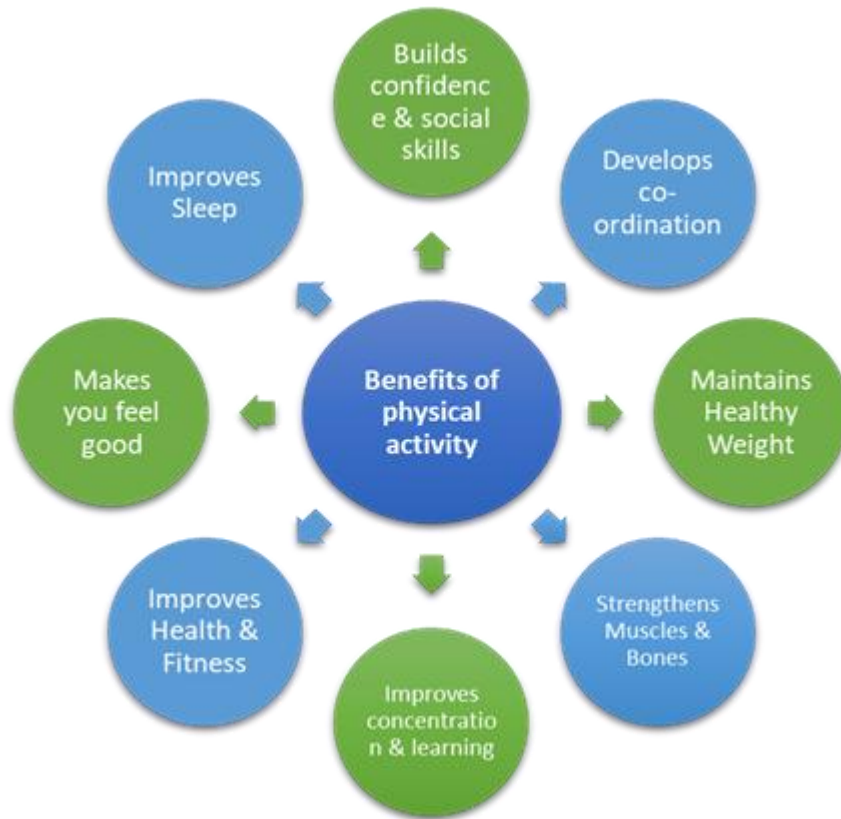 Builds
confidenc
e & social
skills
Develops
co-
ordination
Maintains
Healthy
Weight
Strengthens
Muscles &
Bones
Improves
concentratio
n & learning
Improves
Health &
Fitness
Makes
you feel
good
Improves
Sleep
Benefits of
physical
activity